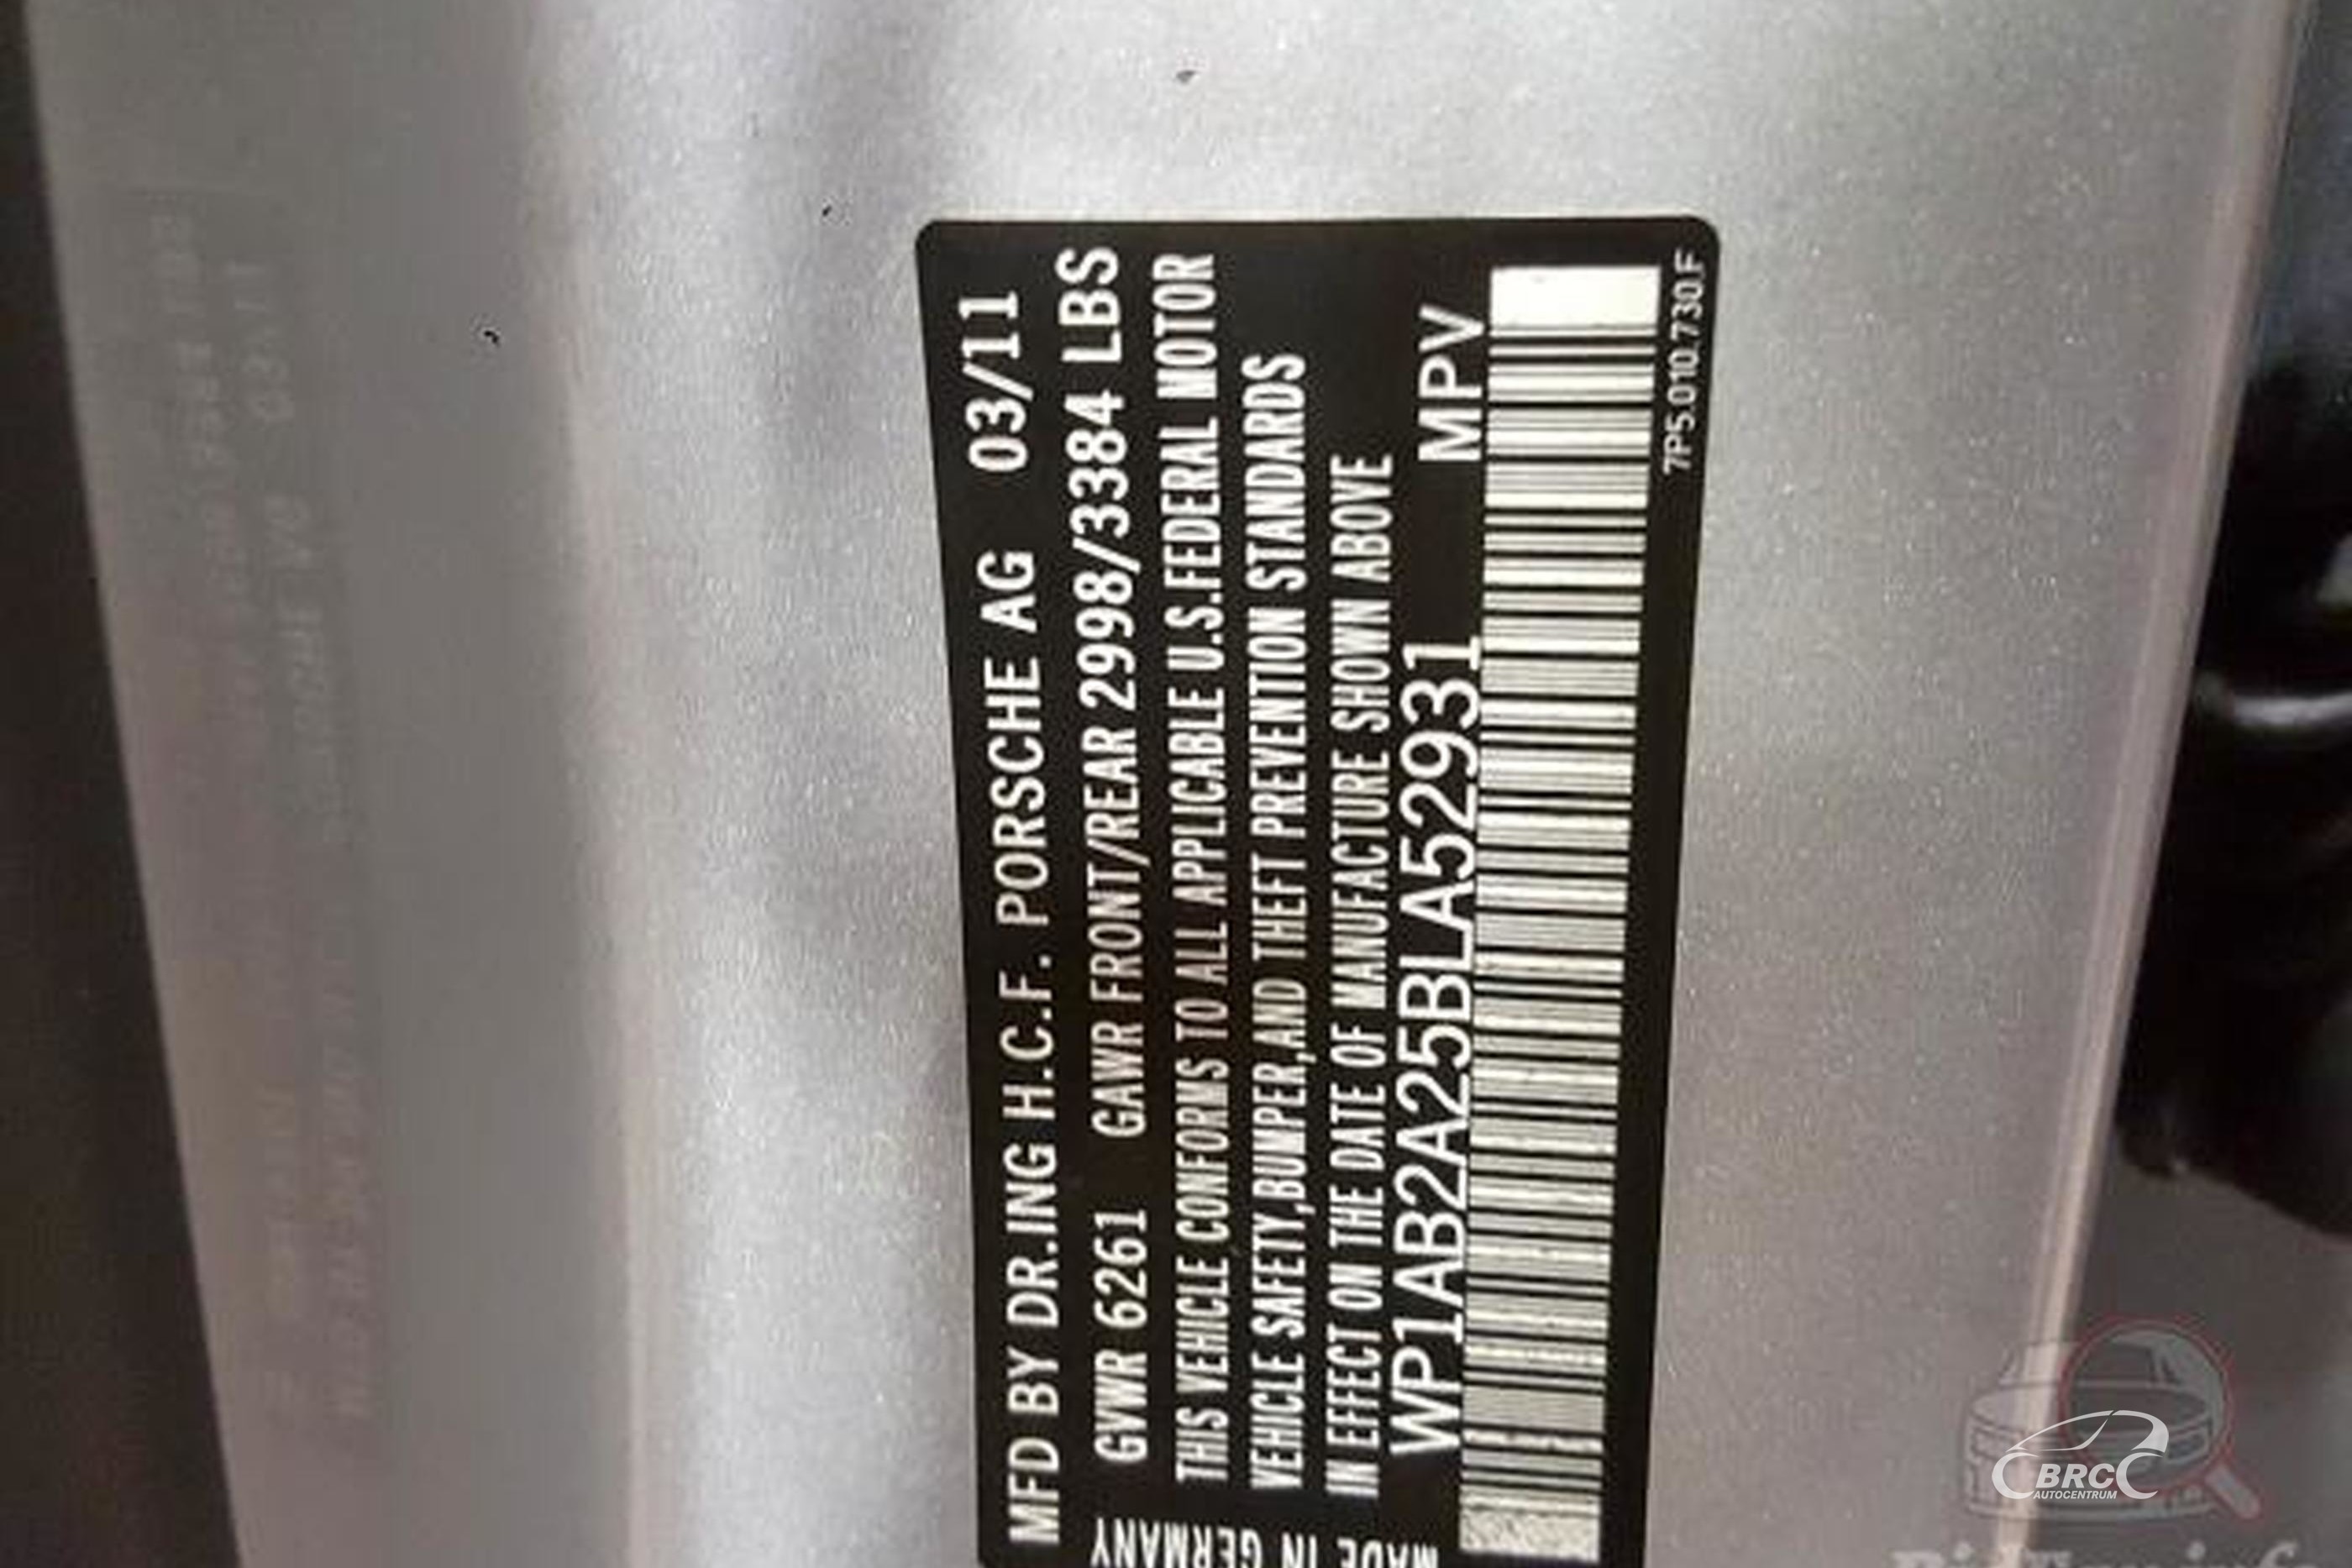 MFD BY DR.ING H.C.F. PORSCHE AG 03/11
GVWR 6261 GAWR FRONT/REAR 2998/3384 LBS
THIS VEHICLE CONFORMS TO ALL APPLICABLE U.S.FEDERAL MOTOR
VEHICLE SAFETY,BUMPER,AND THEFT PREVENTION STANDARDS
IN EFFECT ON THE DATE OF MANUFACTURE SHOWN ABOVE
WP1AB2A25BLA52931 MPV
7P5.010.730.F
MADE IN GERMANY
BRC
AUTOCENTRUM